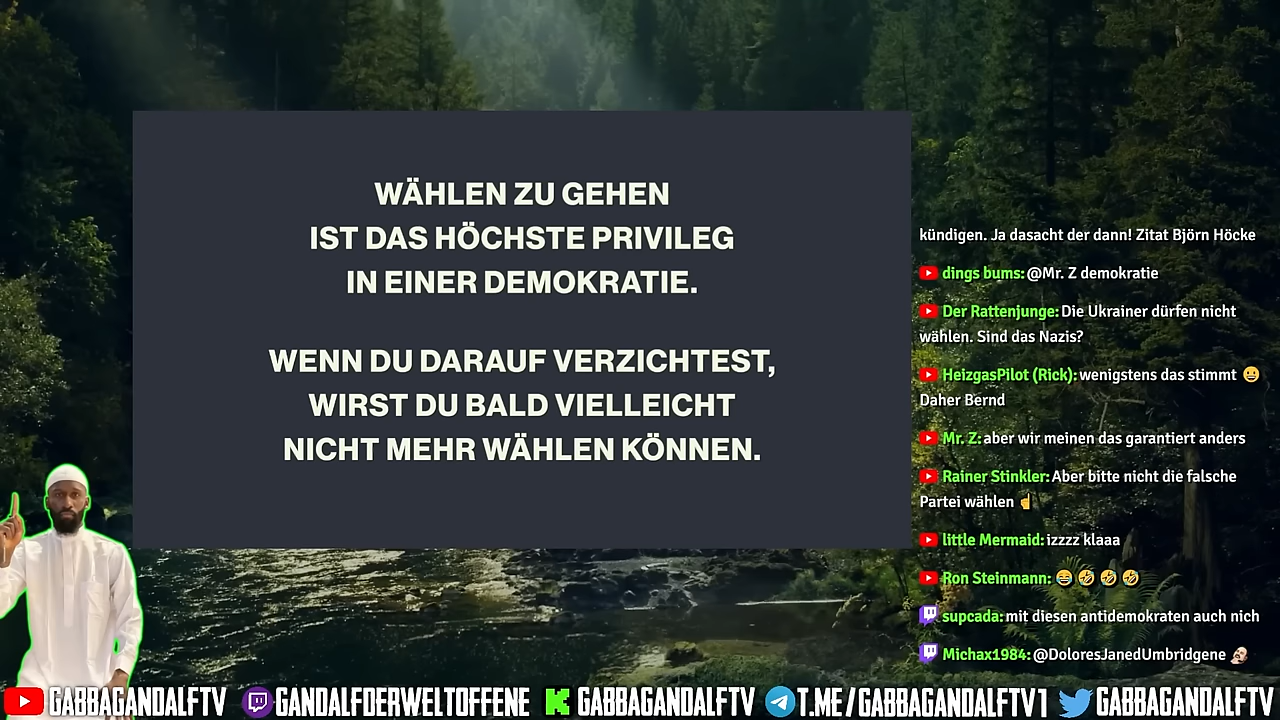 WÄHLEN ZU GEHEN
IST DAS HÖCHSTE PRIVILEG
IN EINER DEMOKRATIE.
WENN DU DARAUF VERZICHTEST,
WIRST DU BALD VIELLEICHT
NICHT MEHR WÄHLEN KÖNNEN.
kündigen. Ja dasacht der dann! Zitat Björn Höcke
dings bums: @Mr. Z demokratie
Der Rattenjunge: Die Ukrainer dürfen nicht
wählen. Sind das Nazis?
HeizgasPilot (Rick): wenigstens das stimmt 😀
Daher Bernd
Mr. Z: aber wir meinen das garantiert anders
Rainer Stinkler: Aber bitte nicht die falsche
Partei wählen ☝
little Mermaid: izzzz klaaa
Ron Steinmann: 😂 🤣 🤣 🤣
supcada: mit diesen antidemokraten auch nich
Michax1984: @DoloresJanedUmbridgene
GABBAGANDALFTV GANDALFDERWELTOFFENE GABBAGANDALFTV T.ME/GABBAGANDALFTV1 GABBAGANDALFTV